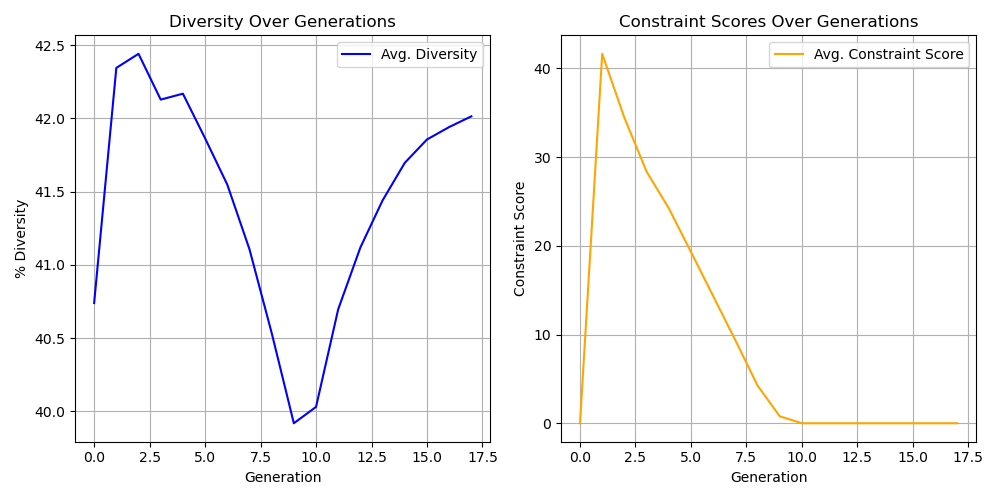 Diversity Over Generations
Avg. Diversity
% Diversity
42.5
42.0
41.5
41.0
40.5
40.0
0.0 2.5 5.0 7.5 10.0 12.5 15.0 17.5
Generation
Constraint Scores Over Generations
Avg. Constraint Score
Constraint Score
40
30
20
10
0
0.0 2.5 5.0 7.5 10.0 12.5 15.0 17.5
Generation